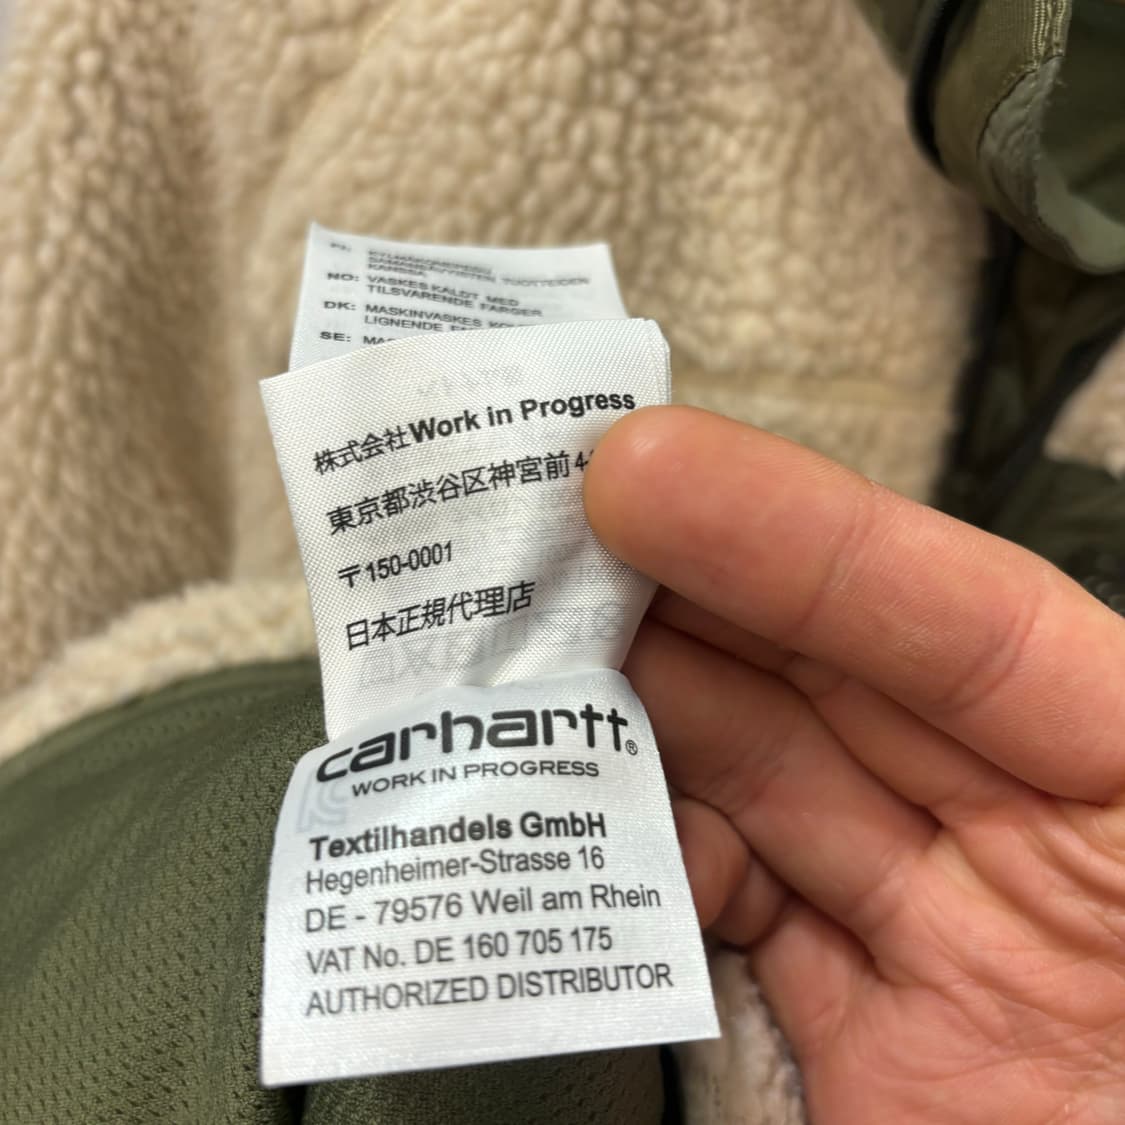 NO: VASKES KALDT MED
TILSVARENDE FARGER
DK: MASKINVASKES
LIGNENDE
SE:
株式会社Work in Progress
東京都渋谷区神宮前4
〒150-0001
日本正規代理店
carhartt®
WORK IN PROGRESS
Textilhandels GmbH
Hegenheimer-Strasse 16
DE - 79576 Weil am Rhein
VAT No. DE 160 705 175
AUTHORIZED DISTRIBUTOR